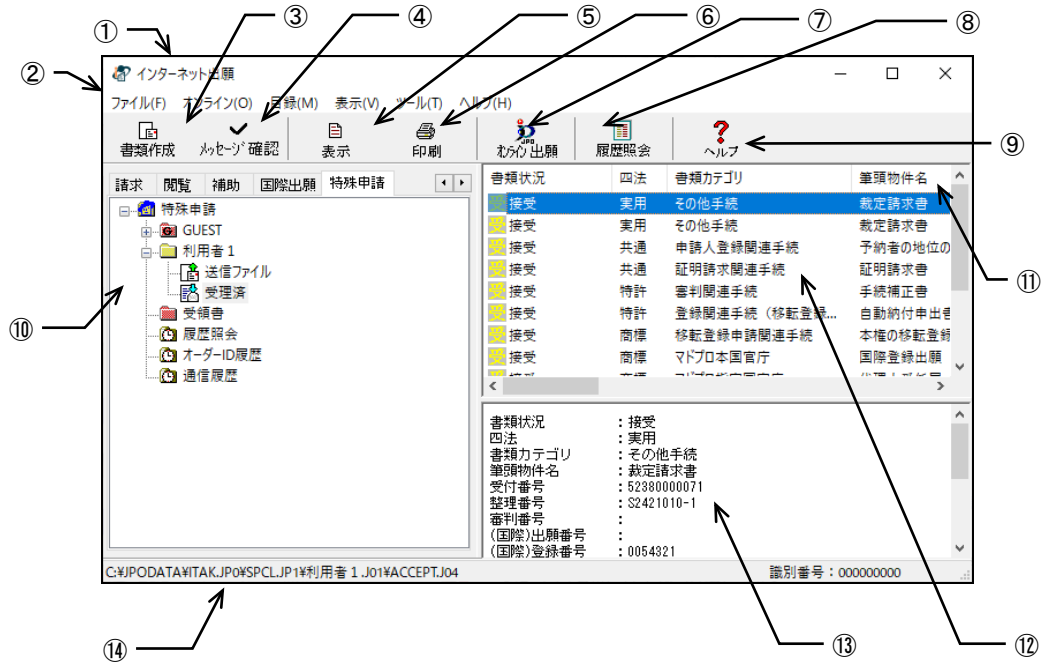 ③ ④ ⑤ ⑥ ⑦ ⑧
①
②
インターネット出願
ファイル(F) オンライン(O) 目録(M) 表示(V) ツール(T) ヘルプ(H)
書類作成 メッセージ確認 表示 印刷 オンライン出願 履歴照会 ヘルプ
⑨
請求 閲覧 補助 国際出願 特殊申請
特殊申請
GUEST
利用者1
送信ファイル
受理済
受領書
履歴照会
オーダーID履歴
通信履歴
⑩
書類状況 四法 書類カテゴリ 筆頭物件名
受 接受 実用 その他手続 裁定請求書
受 接受 実用 その他手続 裁定請求書
受 接受 共通 申請人登録関連手続 予納者の地位の
受 接受 共通 証明請求関連手続 証明請求書
受 接受 特許 審判関連手続 手続補正書
受 接受 特許 登録関連手続（移転登録... 自動納付申出書
受 接受 商標 移転登録申請関連手続 本権の移転登録
受 接受 商標 マドプロ本国官庁 国際登録出願
⑪
書類状況 ：接受
四法 ：実用
書類カテゴリ ：その他手続
筆頭物件名 ：裁定請求書
受付番号 ：52380000071
整理番号 ：S2421010-1
審判番号 ：
(国際)出願番号 ：
(国際)登録番号 ：0054321
C:¥JPODATA¥ITAK.JP0¥SPCL.JP1¥利用者１.J01¥ACCEPT.J04 識別番号：000000000
⑭ ⑬ ⑫